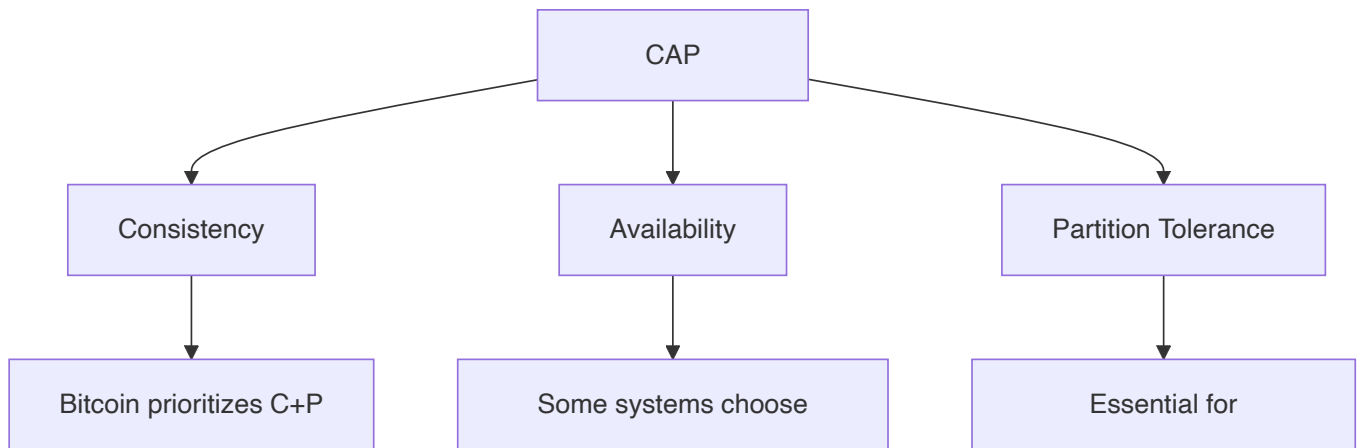 CAP
Consistency
Availability
Partition Tolerance
Bitcoin prioritizes C+P
Some systems choose
Essential for